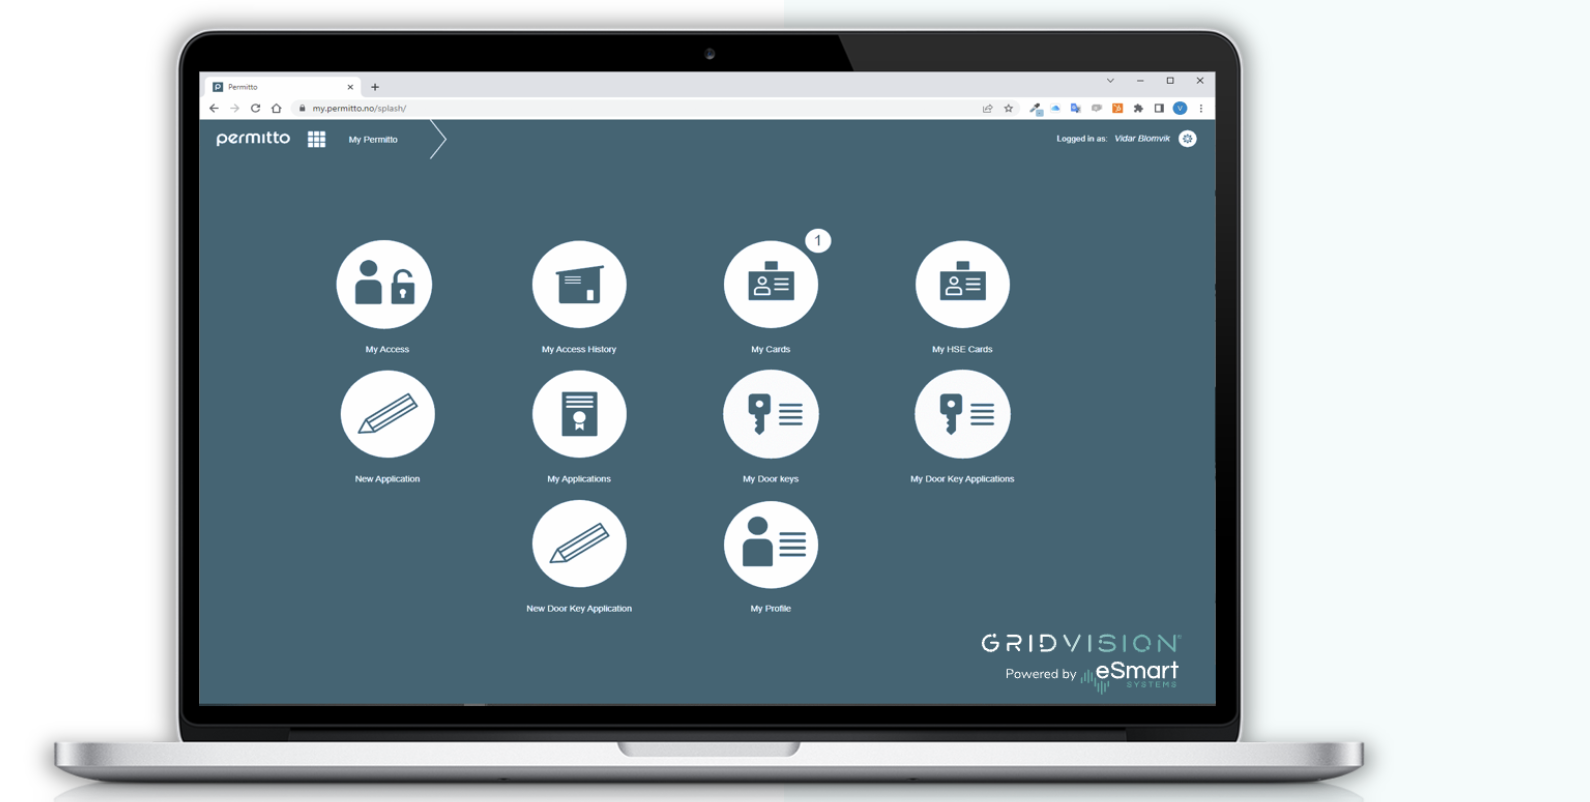 Permitto
my.permitto.no/splash/
permitto
My Permitto
Logged in as: Vidar Blomvik
1
My Access
My Access History
My Cards
My HSE Cards
New Application
My Applications
My Door keys
My Door Key Applications
New Door Key Application
My Profile
GRIDVISION®
Powered by eSmart
SYSTEMS